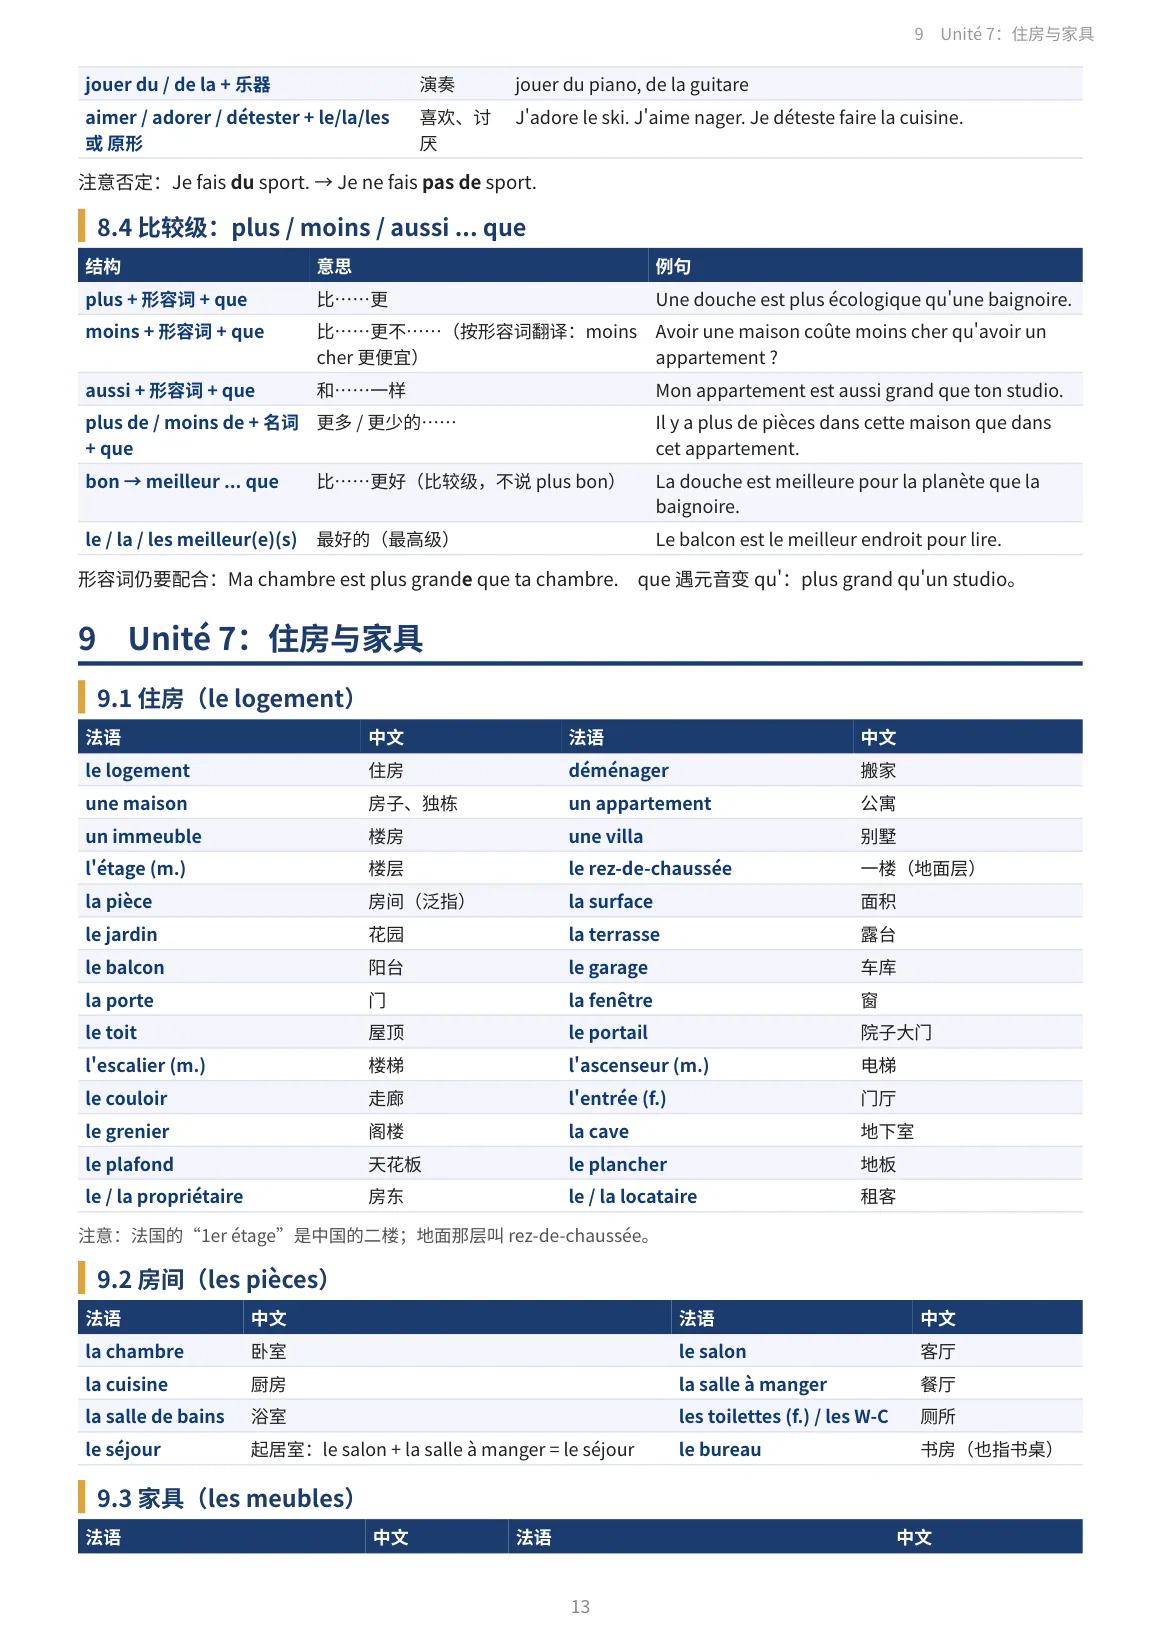 9 Unité 7：住房与家具
jouer du / de la + 乐器 演奏 jouer du piano, de la guitare
aimer / adorer / détester + le/la/les 喜欢、讨 J'adore le ski. J'aime nager. Je déteste faire la cuisine.
或 原形 厌
注意否定：Je fais du sport. → Je ne fais pas de sport.
8.4 比较级：plus / moins / aussi ... que
结构 意思 例句
plus + 形容词 + que 比……更 Une douche est plus écologique qu'une baignoire.
moins + 形容词 + que 比……更不……（按形容词翻译：moins Avoir une maison coûte moins cher qu'avoir un
cher 更便宜） appartement ?
aussi + 形容词 + que 和……一样 Mon appartement est aussi grand que ton studio.
plus de / moins de + 名词 更多 / 更少的…… Il y a plus de pièces dans cette maison que dans
+ que cet appartement.
bon → meilleur ... que 比……更好（比较级，不说 plus bon） La douche est meilleure pour la planète que la
baignoire.
le / la / les meilleur(e)(s) 最好的（最高级） Le balcon est le meilleur endroit pour lire.
形容词仍要配合：Ma chambre est plus grande que ta chambre. que 遇元音变 qu'：plus grand qu'un studio。
9 Unité 7：住房与家具
9.1 住房（le logement）
法语 中文 法语 中文
le logement 住房 déménager 搬家
une maison 房子、独栋 un appartement 公寓
un immeuble 楼房 une villa 别墅
l'étage (m.) 楼层 le rez-de-chaussée 一楼（地面层）
la pièce 房间（泛指） la surface 面积
le jardin 花园 la terrasse 露台
le balcon 阳台 le garage 车库
la porte 门 la fenêtre 窗
le toit 屋顶 le portail 院子大门
l'escalier (m.) 楼梯 l'ascenseur (m.) 电梯
le couloir 走廊 l'entrée (f.) 门厅
le grenier 阁楼 la cave 地下室
le plafond 天花板 le plancher 地板
le / la propriétaire 房东 le / la locataire 租客
注意：法国的“1er étage”是中国的二楼；地面那层叫 rez-de-chaussée。
9.2 房间（les pièces）
法语 中文 法语 中文
la chambre 卧室 le salon 客厅
la cuisine 厨房 la salle à manger 餐厅
la salle de bains 浴室 les toilettes (f.) / les W-C 厕所
le séjour 起居室：le salon + la salle à manger = le séjour le bureau 书房（也指书桌）
9.3 家具（les meubles）
法语 中文 法语 中文
13